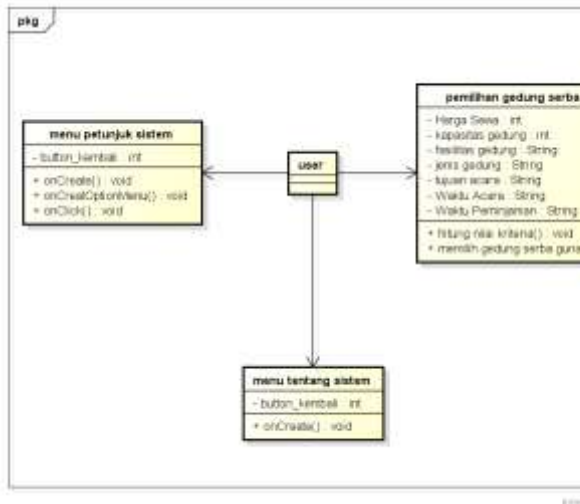 pkg
menu petunjuk sistem
- button_kembali : int
+ onCreate() : void
+ onCreatOptionMenu() : void
+ onClick() : void
user
pemilihan gedung serba
- Harga Sewa : int
- kapasitas gedung : int
- fasilitas gedung : String
- jenis gedung : String
- tujuan acara : String
- Waktu Acara : String
- Waktu Peminjaman : String
+ hitung nilai kriteria() : void
+ memilih gedung serba guna
menu tentang sistem
- button_kembali : int
+ onCreate() : void